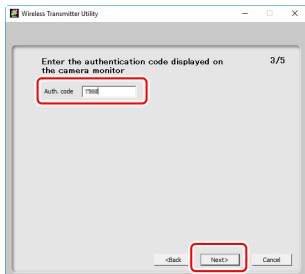 Wireless Transmitter Utility
Enter the authentication code displayed on 3/5
the camera monitor
Auth. code
<Back Next> Cancel